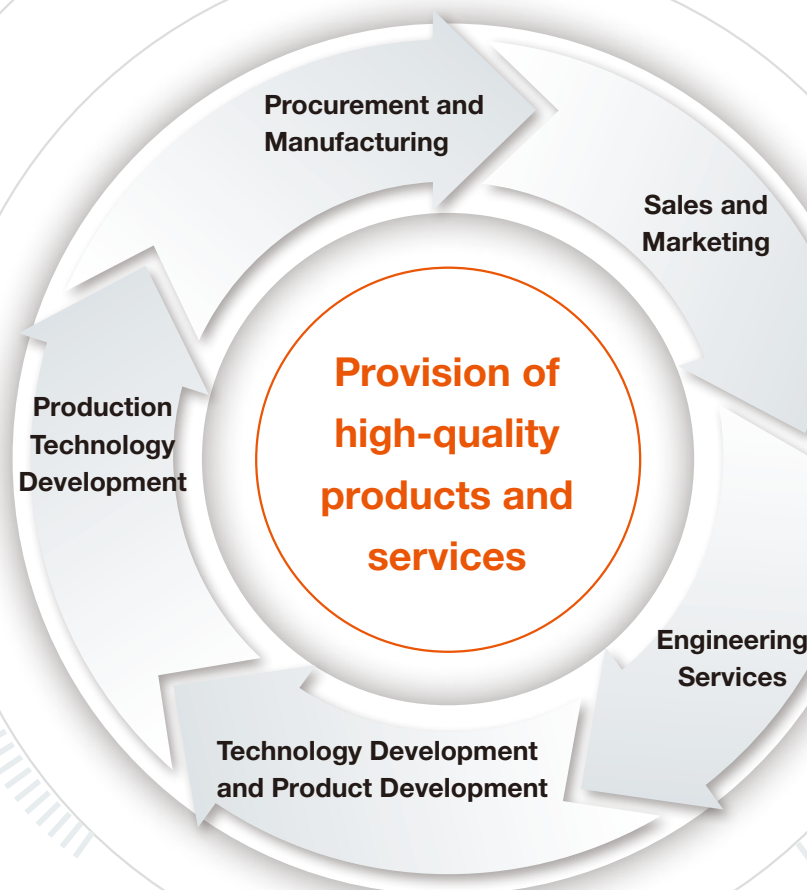 Procurement and
Manufacturing
Sales and
Marketing
Provision of
high-quality
products and
services
Production
Technology
Development
Engineering
Services
Technology Development
and Product Development